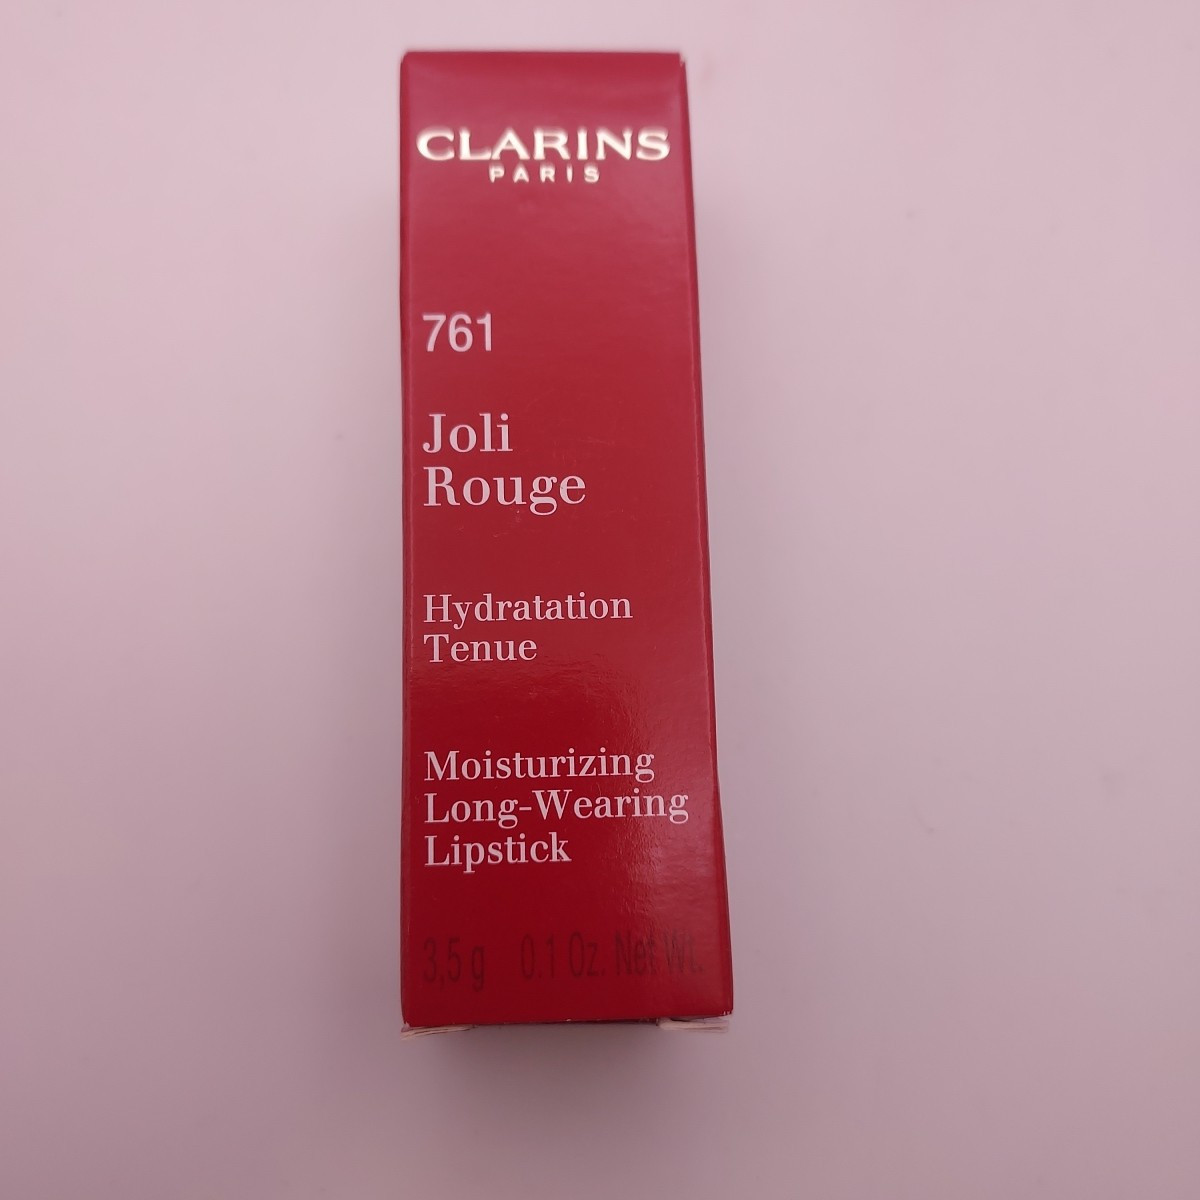 CLARINS
PARIS
761
Joli
Rouge
Hydratation
Tenue
Moisturizing
Long-Wearing
Lipstick
3,5 g 0.1 Oz. Net Wt.